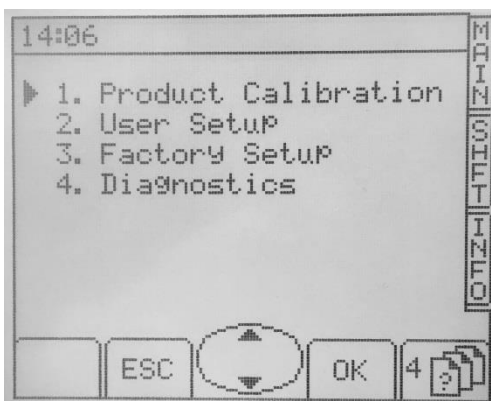 14:06
1. Product Calibration
2. User Setup
3. Factory Setup
4. Diagnostics
MAIN
SHFT
INFO
ESC
OK
4
?